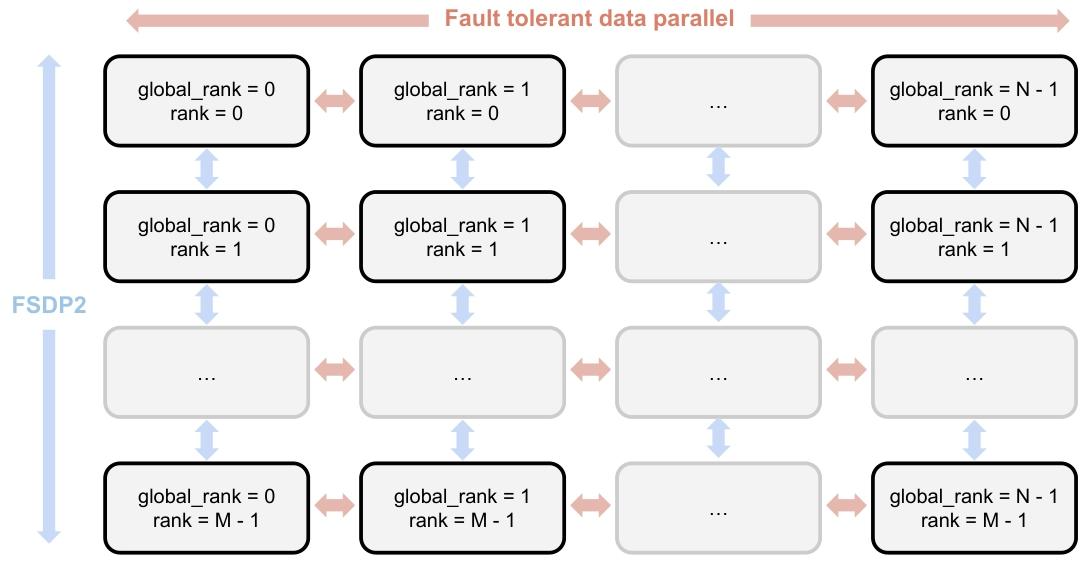 Fault tolerant data parallel
global_rank = 0
rank = 0
global_rank = 1
rank = 0
...
global_rank = N - 1
rank = 0
global_rank = 0
rank = 1
global_rank = 1
rank = 1
...
global_rank = N - 1
rank = 1
FSDP2
...
...
...
...
global_rank = 0
rank = M - 1
global_rank = 1
rank = M - 1
...
global_rank = N - 1
rank = M - 1